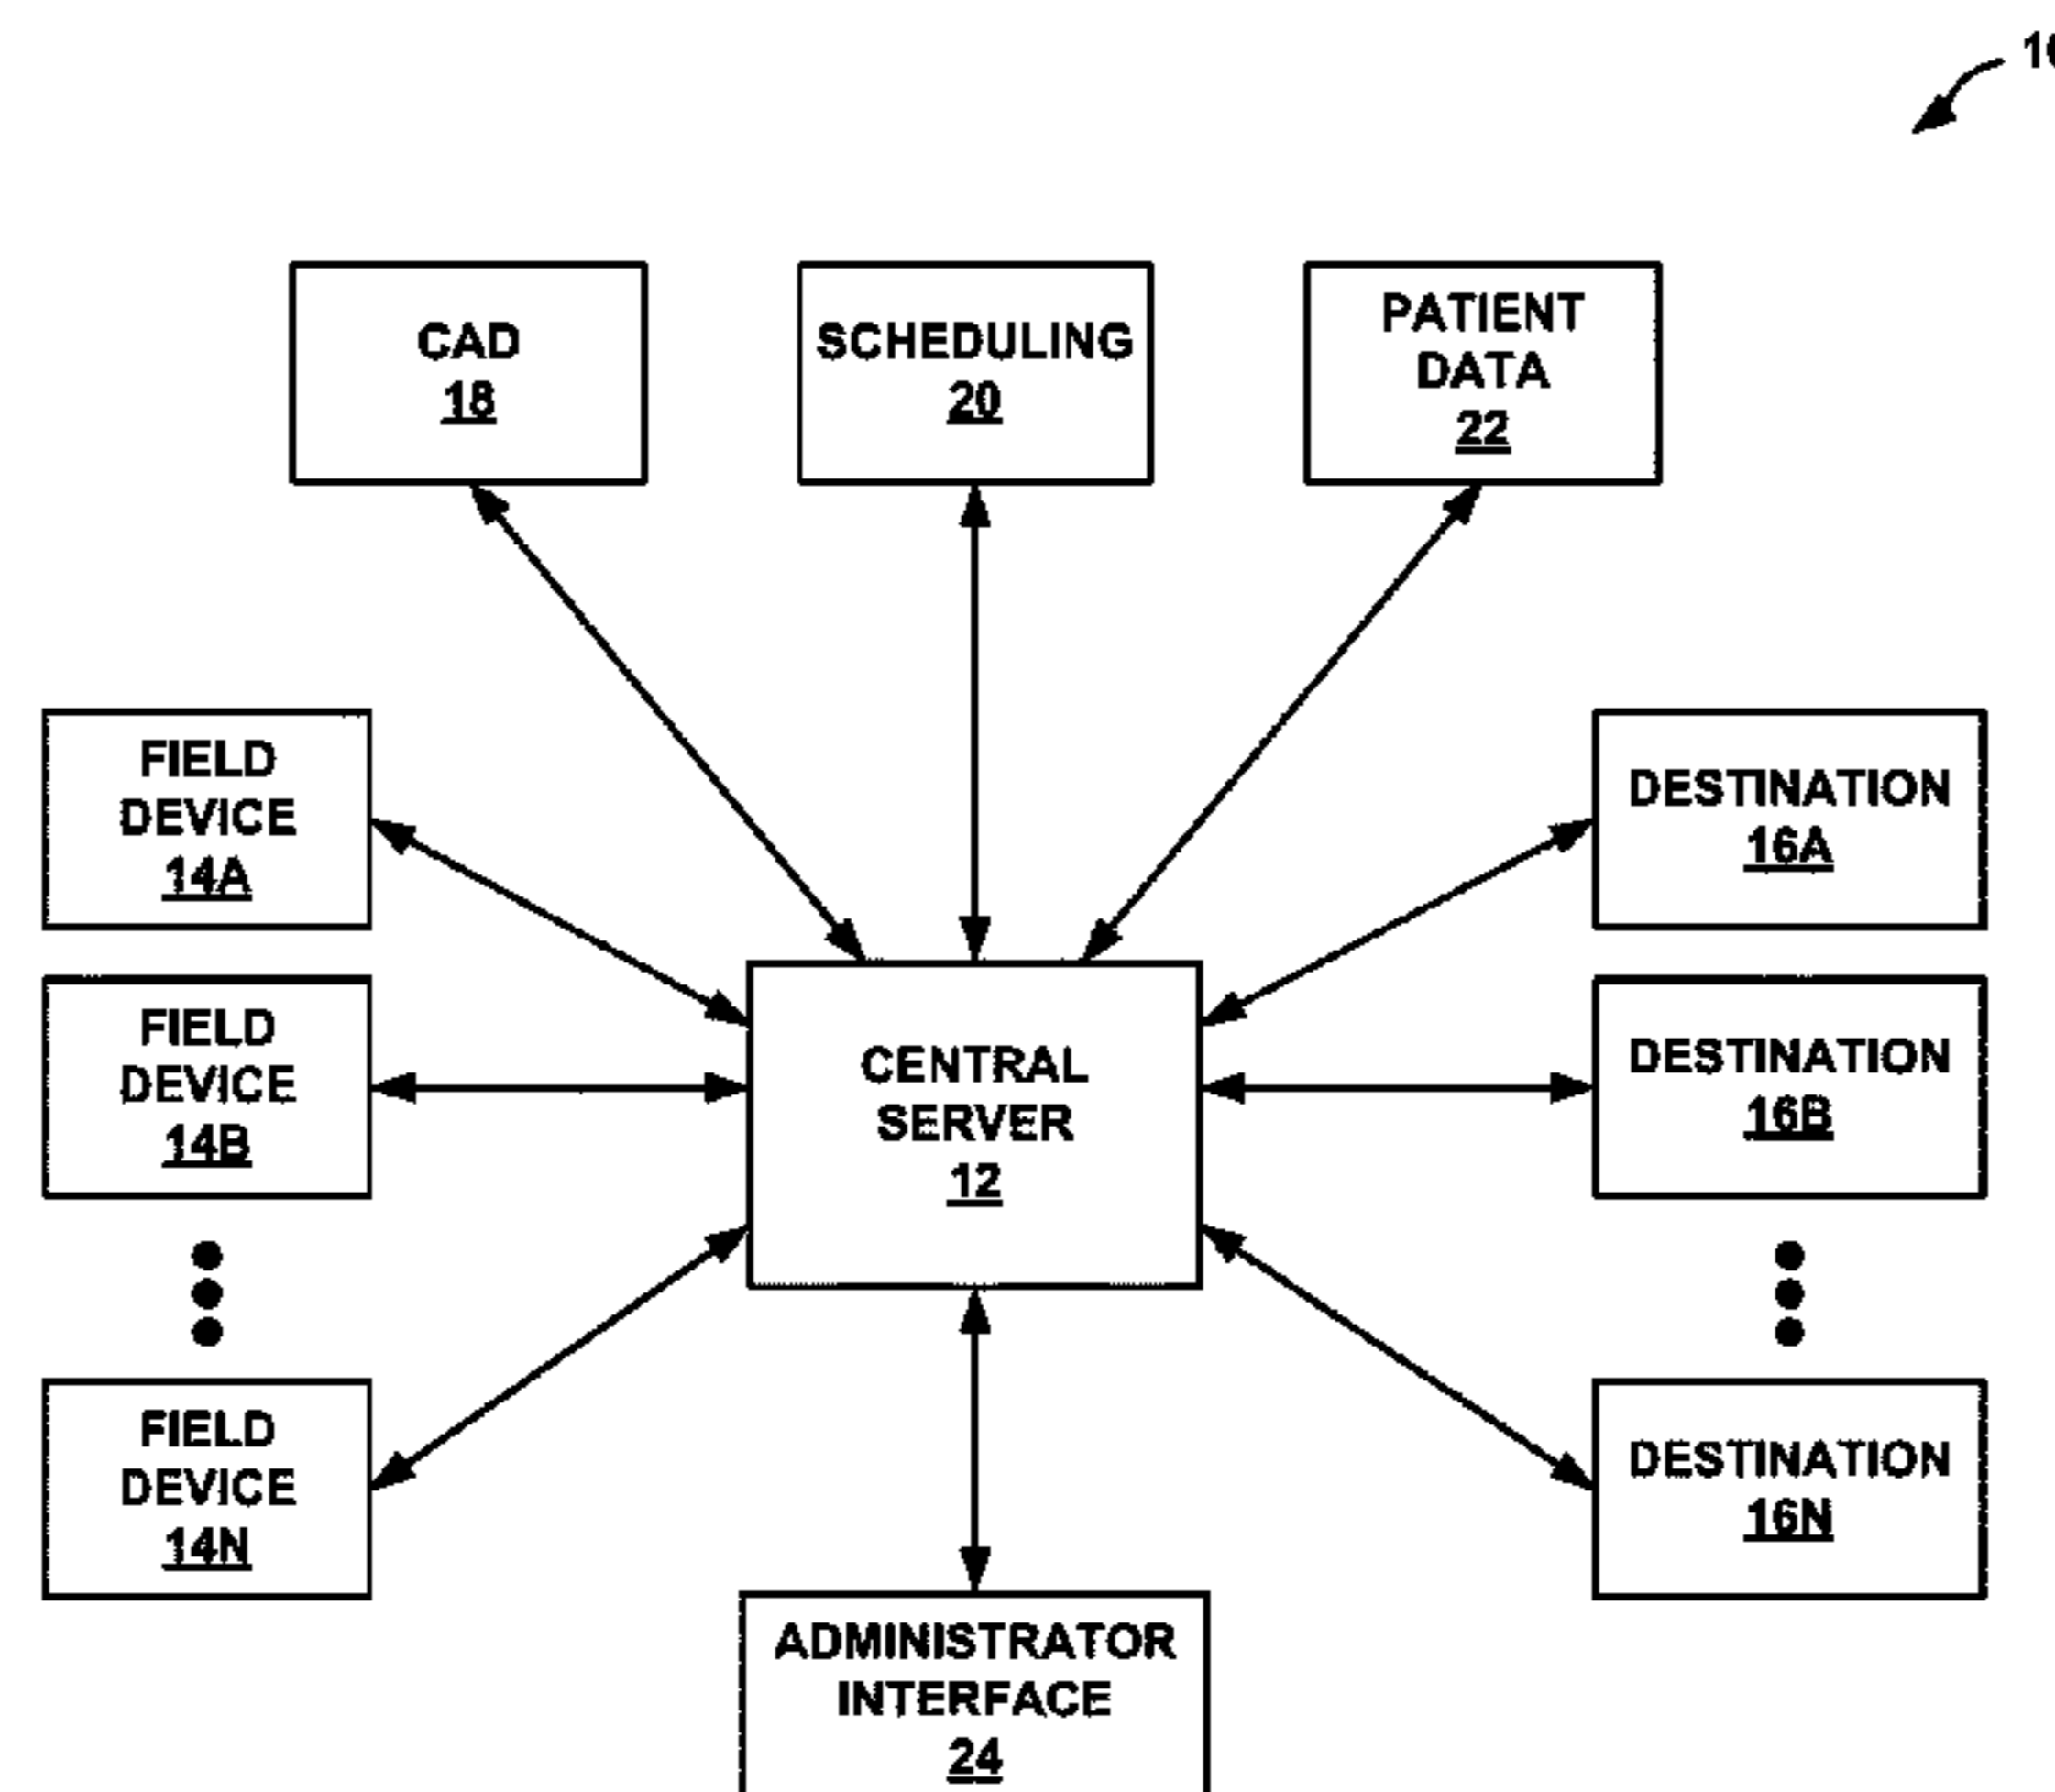 10
CAD
18
SCHEDULING
20
PATIENT
DATA
22
FIELD
DEVICE
14A
DESTINATION
16A
FIELD
DEVICE
14B
CENTRAL
SERVER
12
DESTINATION
16B
FIELD
DEVICE
14N
DESTINATION
16N
ADMINISTRATOR
INTERFACE
24